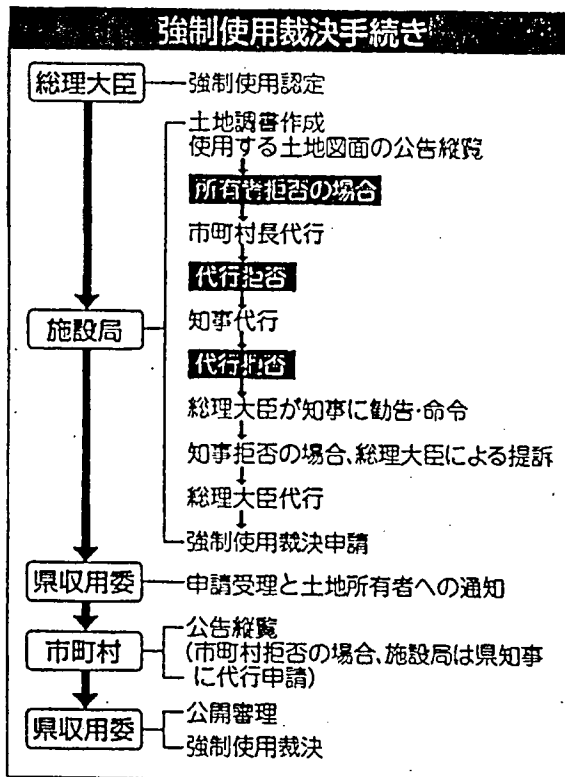 強制使用裁決手続き
総理大臣
強制使用認定
土地調書作成
使用する土地図面の公告縦覧
所有者拒否の場合
市町村長代行
代行拒否
知事代行
代行拒否
総理大臣が知事に勧告・命令
知事拒否の場合、総理大臣による提訴
総理大臣代行
施設局
強制使用裁決申請
県収用委
申請受理と土地所有者への通知
市町村
公告縦覧
(市町村拒否の場合、施設局は県知事
に代行申請)
県収用委
公開審理
強制使用裁決